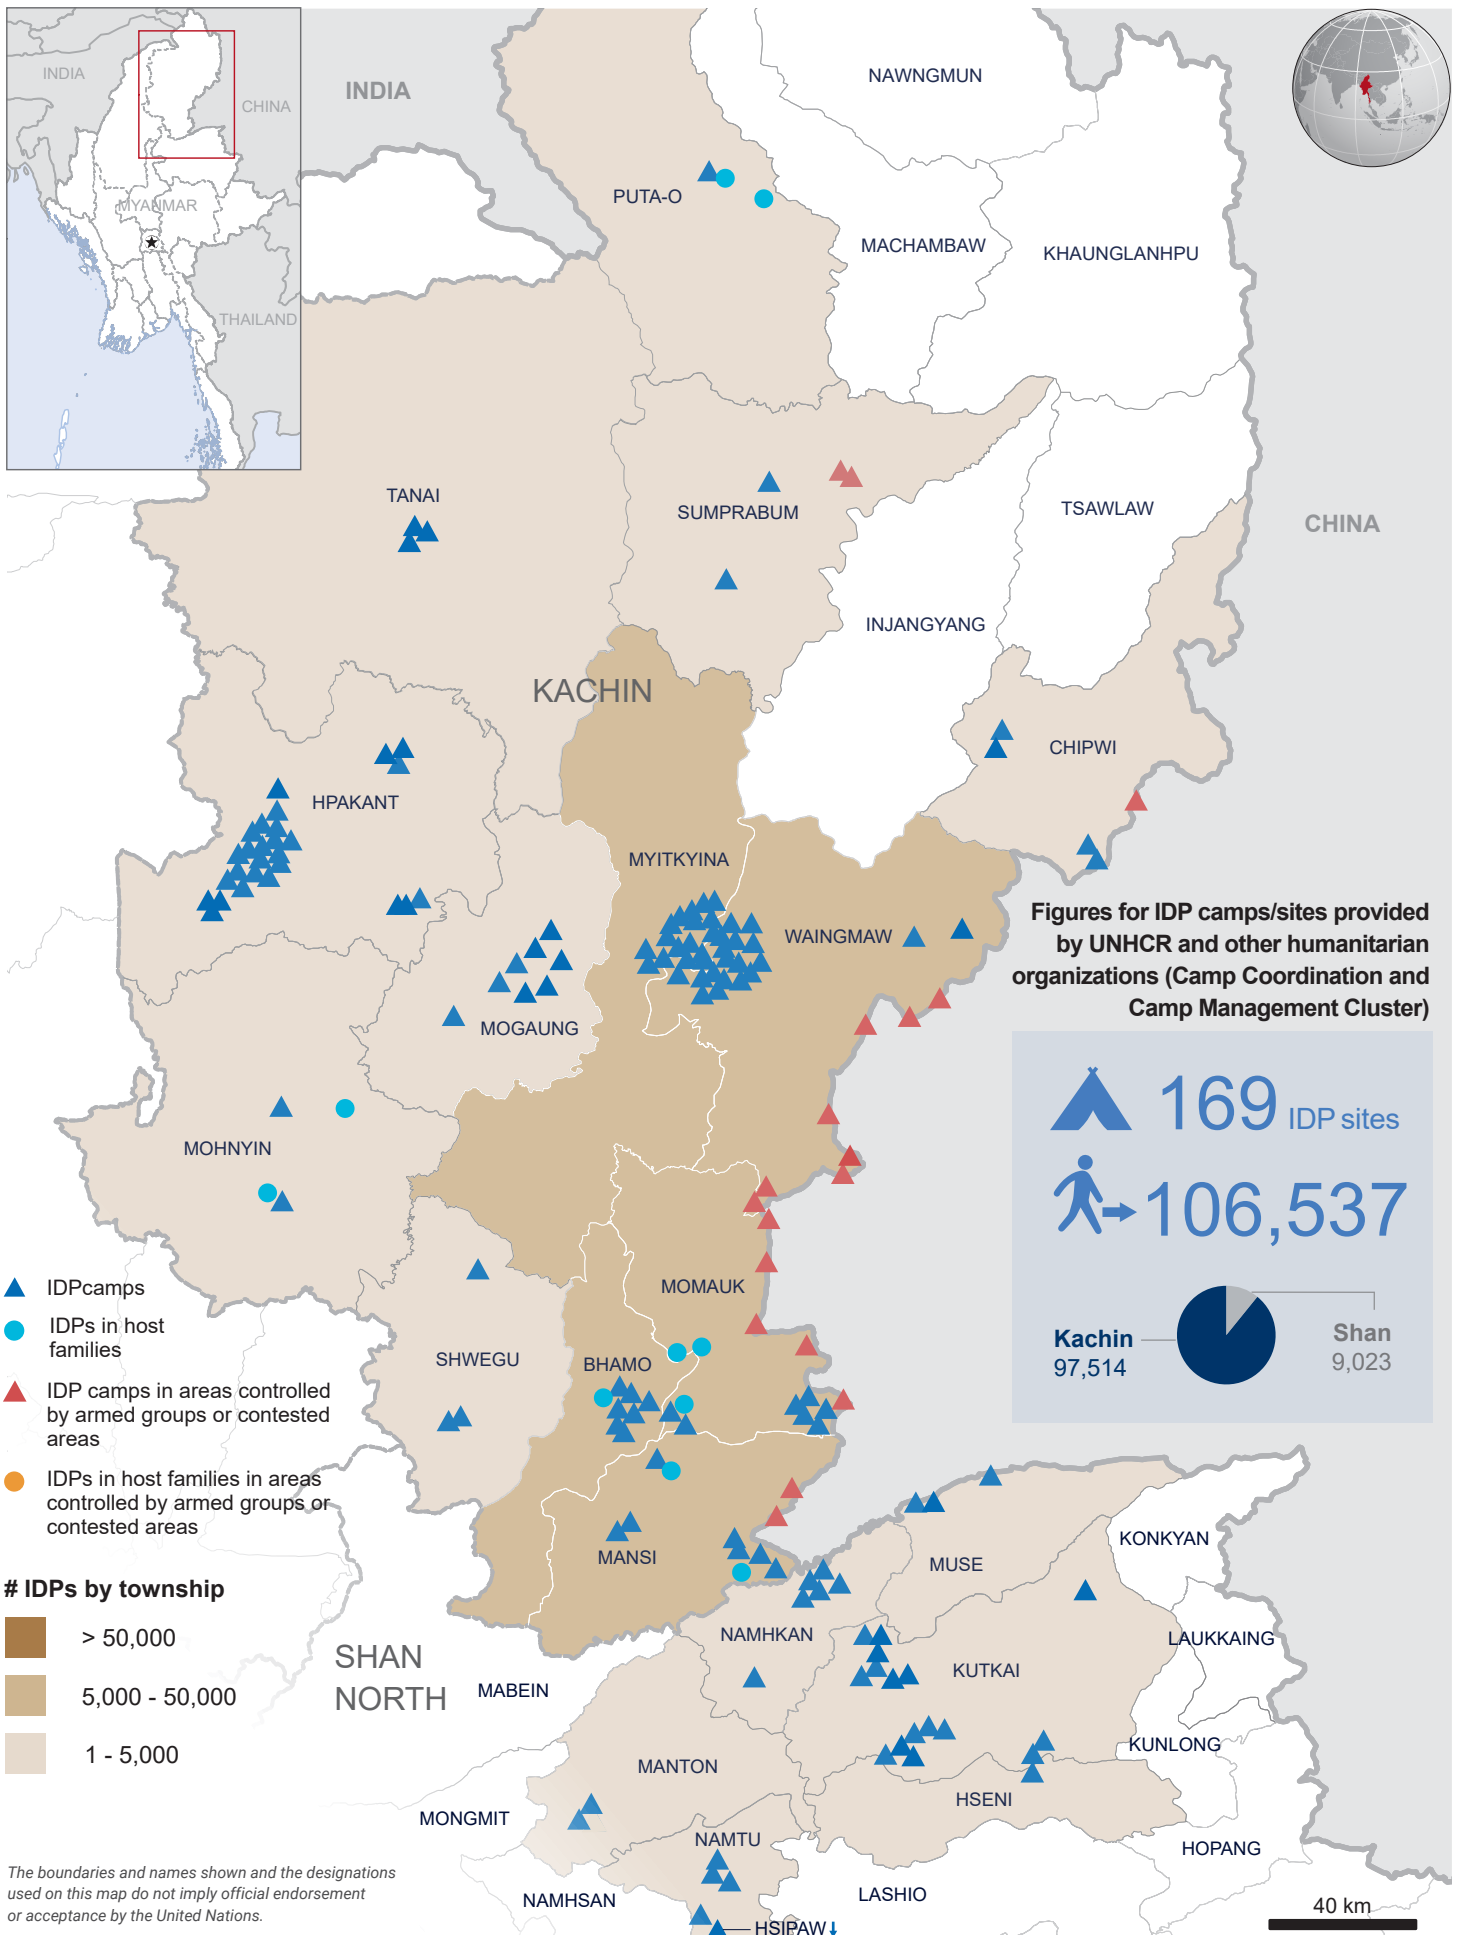 INDIA
CHINA
MYANMAR
THAILAND
INDIA
NAWNGMUN
PUTA-O
MACHAMBAW
KHAUNGLANHPU
TANAI
SUMPRABUM
TSAWLAW
CHINA
INJANGYANG
KACHIN
CHIPWI
HPAKANT
MYITKYINA
WAINGMAW
MOGAUNG
MOHNYIN
MOMAUK
SHWEGU
BHAMO
MANSI
Figures for IDP camps/sites provided
by UNHCR and other humanitarian
organizations (Camp Coordination and
Camp Management Cluster)
169 IDP sites
106,537
Kachin
97,514
Shan
9,023
IDPcamps
IDPs in host
families
IDP camps in areas controlled
by armed groups or contested
areas
IDPs in host families in areas
controlled by armed groups or
contested areas
# IDPs by township
> 50,000
5,000 - 50,000
1 - 5,000
SHAN
NORTH
MABEIN
NAMHKAN
MUSE
KONKYAN
LAUKKAING
KUTKAI
KUNLONG
MANTON
HSENI
MONGMIT
NAMTU
HOPANG
NAMHSAN
LASHIO
HSIPAW
The boundaries and names shown and the designations
used on this map do not imply official endorsement
or acceptance by the United Nations.
40 km